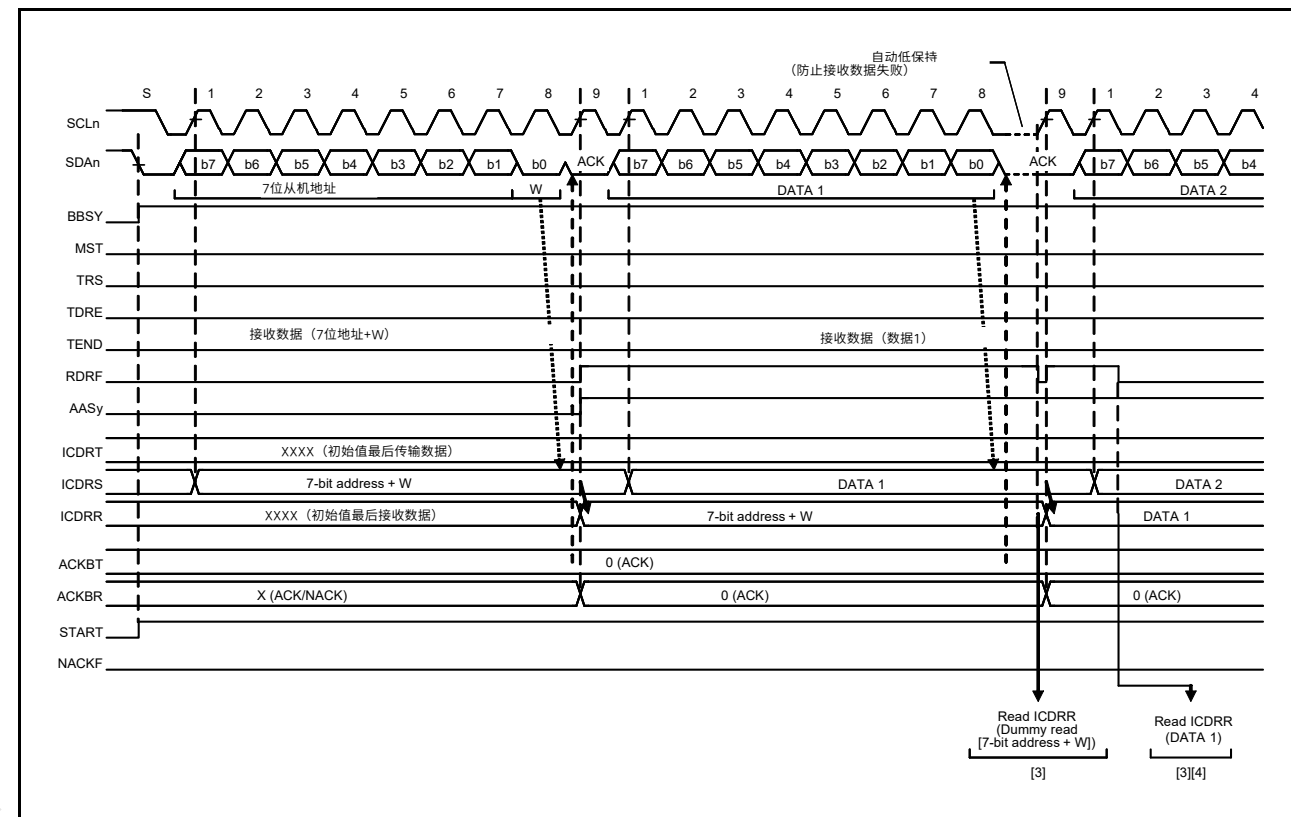 自动低保持
（防止接收数据失败）
S 1 2 3 4 5 6 7 8 9 1 2 3 4 5 6 7 8 9 1 2 3 4
SCLn
SDAn b7 b6 b5 b4 b3 b2 b1 b0 ACK b7 b6 b5 b4 b3 b2 b1 b0 ACK b7 b6 b5 b4
7位从机地址 W DATA 1 DATA 2
BBSY
MST
TRS
TDRE
接收数据（7位地址+W） 接收数据（数据1）
TEND
RDRF
AASy
ICDRT XXXX（初始值最后传输数据）
ICDRS 7-bit address + W DATA 1 DATA 2
ICDRR XXXX（初始值最后接收数据） 7-bit address + W DATA 1
ACKBT 0 (ACK)
ACKBR X (ACK/NACK) 0 (ACK) 0 (ACK)
START
NACKF
Read ICDRR
(Dummy read
[7-bit address + W])
[3]
Read ICDRR
(DATA 1)
[3][4]